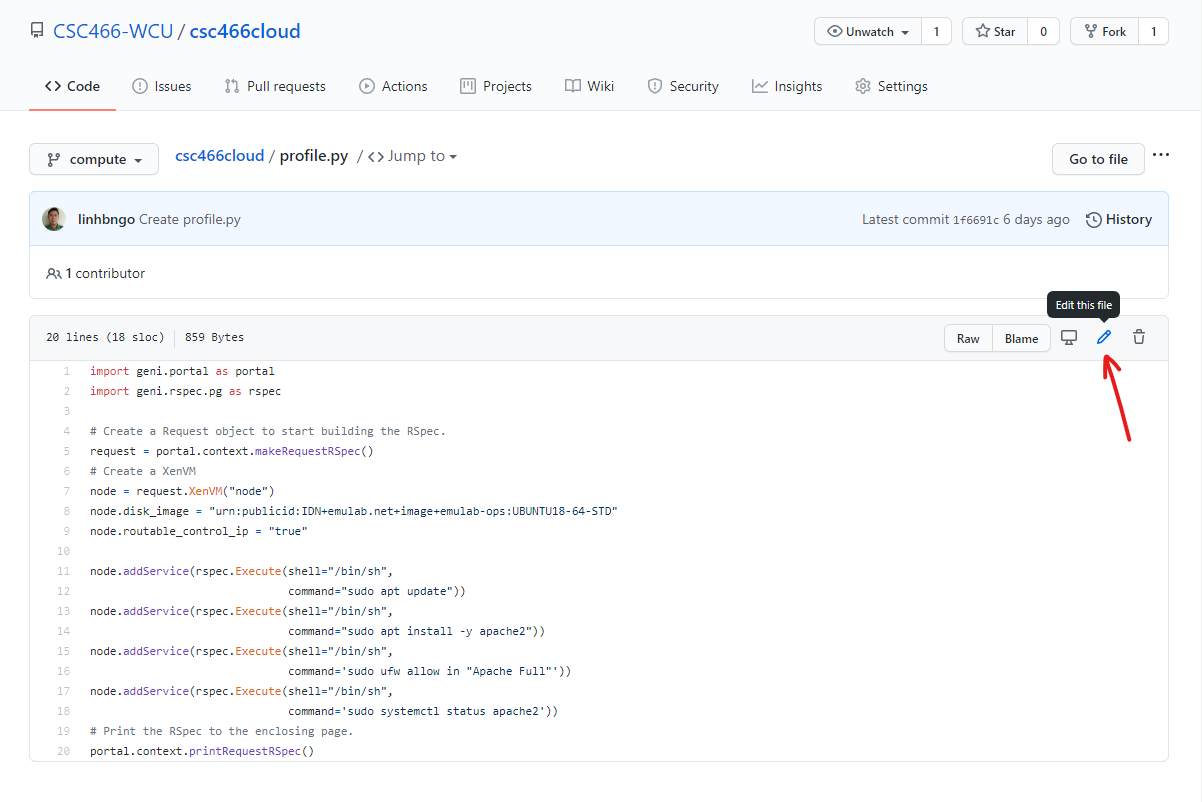 CSC466-WCU / csc466cloud
Unwatch 1 Star 0 Fork 1
Code Issues Pull requests Actions Projects Wiki Security Insights Settings
compute csc466cloud / profile.py / <> Jump to Go to file ...
linhbngo Create profile.py Latest commit 1f6691c 6 days ago History
1 contributor
Edit this file
20 lines (18 sloc) 859 Bytes Raw Blame
1 import geni.portal as portal
2 import geni.rspec.pg as rspec
3
4 # Create a Request object to start building the RSpec.
5 request = portal.context.makeRequestRSpec()
6 # Create a XenVM
7 node = request.XenVM("node")
8 node.disk_image = "urn:publicid:IDN+emulab.net+image+emulab-ops:UBUNTU18-64-STD"
9 node.routable_control_ip = "true"
10
11 node.addService(rspec.Execute(shell="/bin/sh",
12 command="sudo apt update"))
13 node.addService(rspec.Execute(shell="/bin/sh",
14 command="sudo apt install -y apache2"))
15 node.addService(rspec.Execute(shell="/bin/sh",
16 command='sudo ufw allow in "Apache Full"'))
17 node.addService(rspec.Execute(shell="/bin/sh",
18 command='sudo systemctl status apache2'))
19 # Print the RSpec to the enclosing page.
20 portal.context.printRequestRSpec()